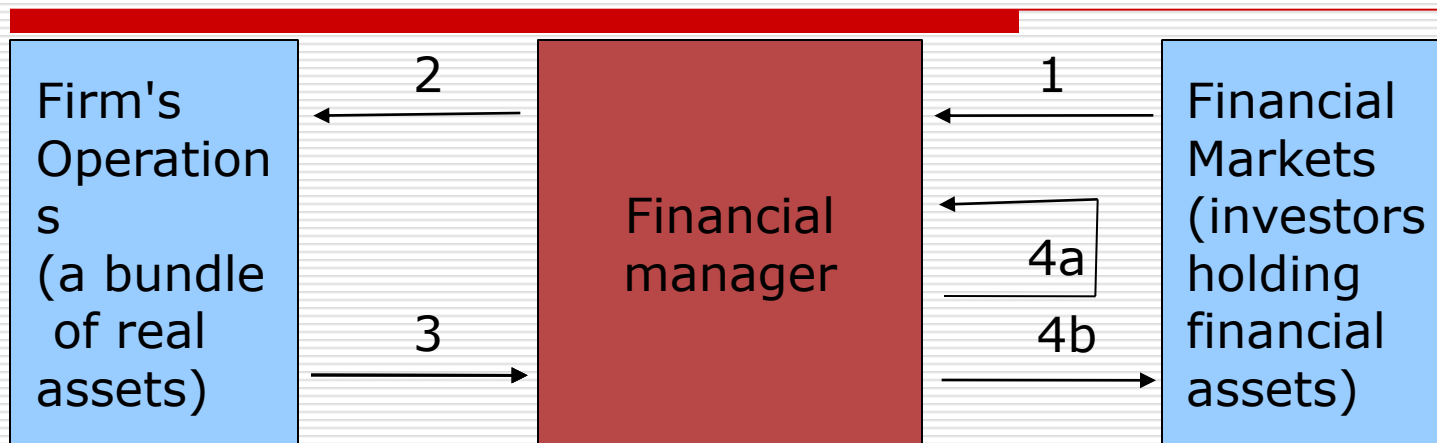 Firm's
Operation
s
(a bundle
of real
assets)
2
3
Financial
manager
1
4a
4b
Financial
Markets
(investors
holding
financial
assets)